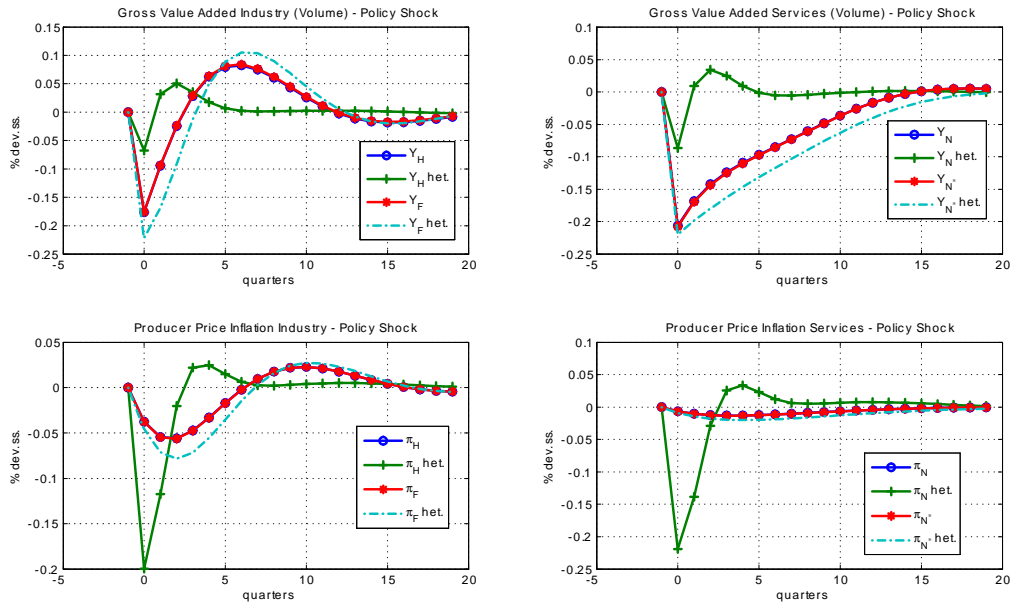 Gross Value Added Industry (Volume) - Policy Shock
0.15
0.1
0.05
0
-0.05
-0.1
-0.15
-0.2
-0.25
% dev.ss.
-5 0 5 10 15 20
quarters
Y_H
Y_H het.
Y_F
Y_F het.
Gross Value Added Services (Volume) - Policy Shock
0.1
0.05
0
-0.05
-0.1
-0.15
-0.2
-0.25
% dev.ss.
-5 0 5 10 15 20
quarters
Y_N
Y_N het.
Y_N*
Y_N* het.
Producer Price Inflation Industry - Policy Shock
0.05
0
-0.05
-0.1
-0.15
-0.2
% dev.ss.
-5 0 5 10 15 20
quarters
π_H
π_H het.
π_F
π_F het.
Producer Price Inflation Services - Policy Shock
0.1
0.05
0
-0.05
-0.1
-0.15
-0.2
-0.25
% dev.ss.
-5 0 5 10 15 20
quarters
π_N
π_N het.
π_N*
π_N* het.